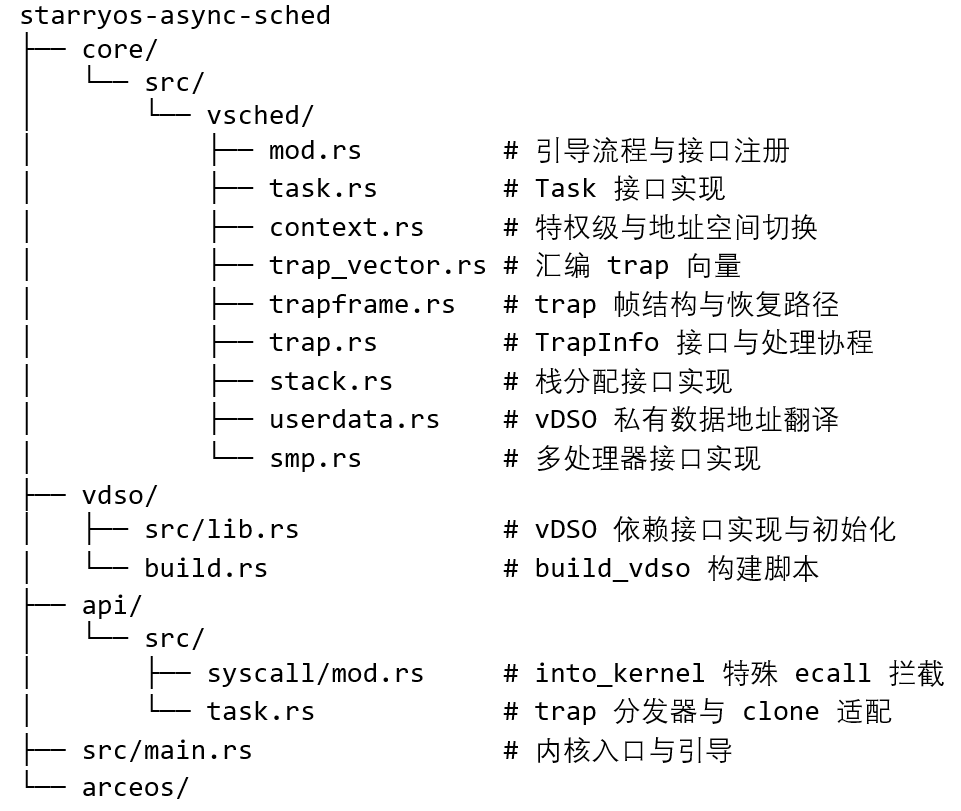 starryos-async-sched
├── core/
│   └── src/
│       └── vsched/
│           ├── mod.rs         # 引导流程与接口注册
│           ├── task.rs        # Task 接口实现
│           ├── context.rs     # 特权级与地址空间切换
│           ├── trap_vector.rs # 汇编 trap 向量
│           ├── trapframe.rs   # trap 帧结构与恢复路径
│           ├── trap.rs        # TrapInfo 接口与处理协程
│           ├── stack.rs       # 栈分配接口实现
│           ├── userdata.rs    # vDSO 私有数据地址翻译
│           └── smp.rs         # 多处理器接口实现
├── vdso/
│   ├── src/lib.rs             # vDSO 依赖接口实现与初始化
│   └── build.rs               # build_vdso 构建脚本
├── api/
│   └── src/
│       ├── syscall/mod.rs     # into_kernel 特殊 ecall 拦截
│       └── task.rs            # trap 分发器与 clone 适配
├── src/main.rs                # 内核入口与引导
└── arceos/